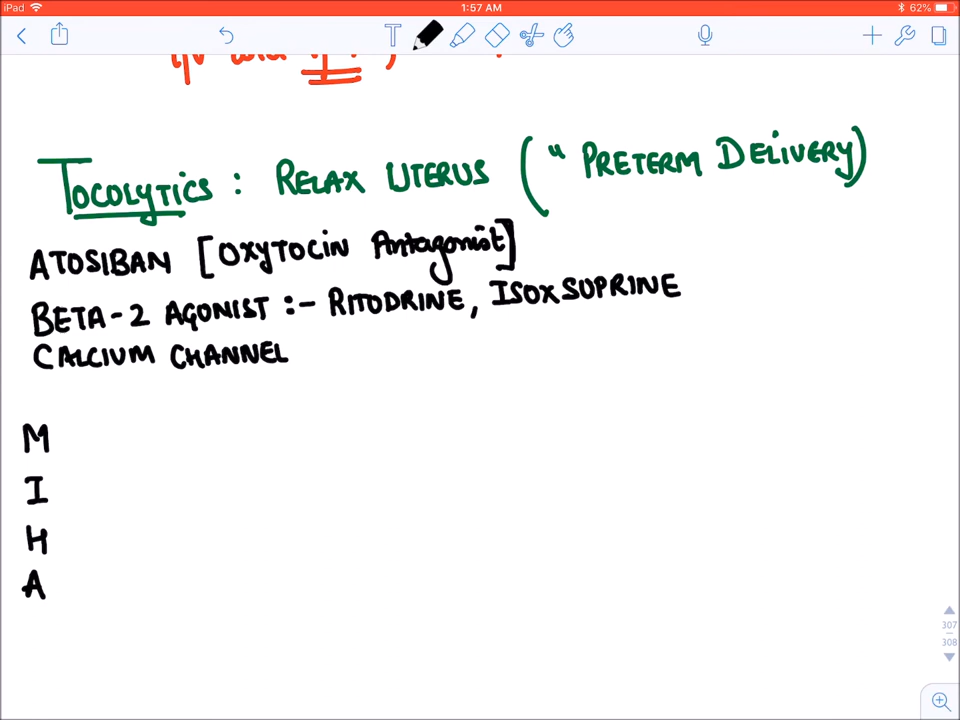 iPad 1:57 AM 62%
T
TOCOLYTICS : RELAX UTERUS ( " PRETERM DELIVERY)
ATOSIBAN [OXYTOCIN Antagonist]
BETA-2 AGONIST :- RITODRINE, ISOXSUPRINE
CALCIUM CHANNEL
M
I
H
A
307
308